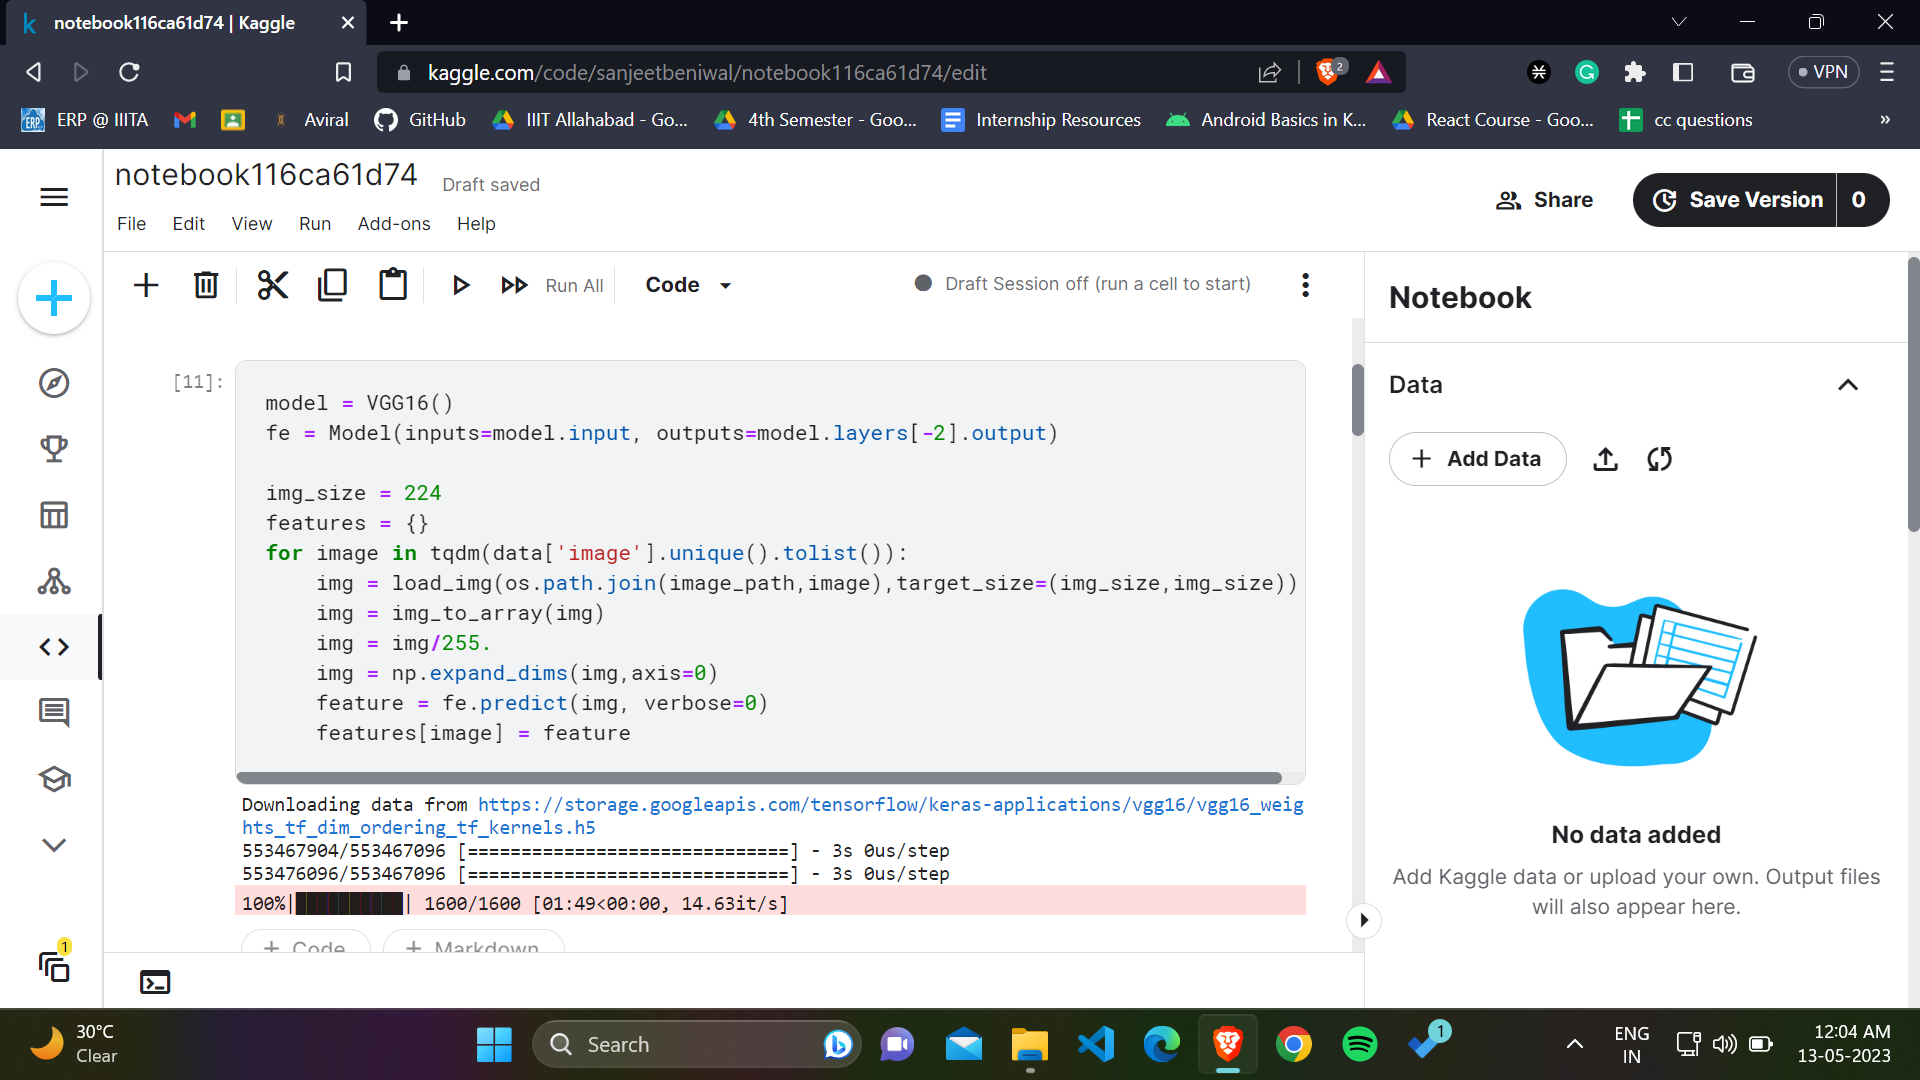 notebook116ca61d74 | Kaggle
kaggle.com/code/sanjeetbeniwal/notebook116ca61d74/edit
2
VPN
ERP @ IIITA
Aviral
GitHub
IIIT Allahabad - Go...
4th Semester - Goo...
Internship Resources
Android Basics in K...
React Course - Goo...
cc questions
»
notebook116ca61d74
Draft saved
Share
Save Version
0
File
Edit
View
Run
Add-ons
Help
Run All
Code
Draft Session off (run a cell to start)
Notebook
Data
Add Data
[11]:
model = VGG16()
fe = Model(inputs=model.input, outputs=model.layers[-2].output)
img_size = 224
features = {}
for image in tqdm(data['image'].unique().tolist()):
    img = load_img(os.path.join(image_path,image),target_size=(img_size,img_size))
    img = img_to_array(img)
    img = img/255.
    img = np.expand_dims(img,axis=0)
    feature = fe.predict(img, verbose=0)
    features[image] = feature
Downloading data from https://storage.googleapis.com/tensorflow/keras-applications/vgg16/vgg16_weig
hts_tf_dim_ordering_tf_kernels.h5
553467904/553467096 [==============================] - 3s 0us/step
553476096/553467096 [==============================] - 3s 0us/step
100%|██████████| 1600/1600 [01:49<00:00, 14.63it/s]
+ Code
+ Markdown
No data added
Add Kaggle data or upload your own. Output files
will also appear here.
1
30°C
Clear
Search
1
ENG
IN
12:04 AM
13-05-2023